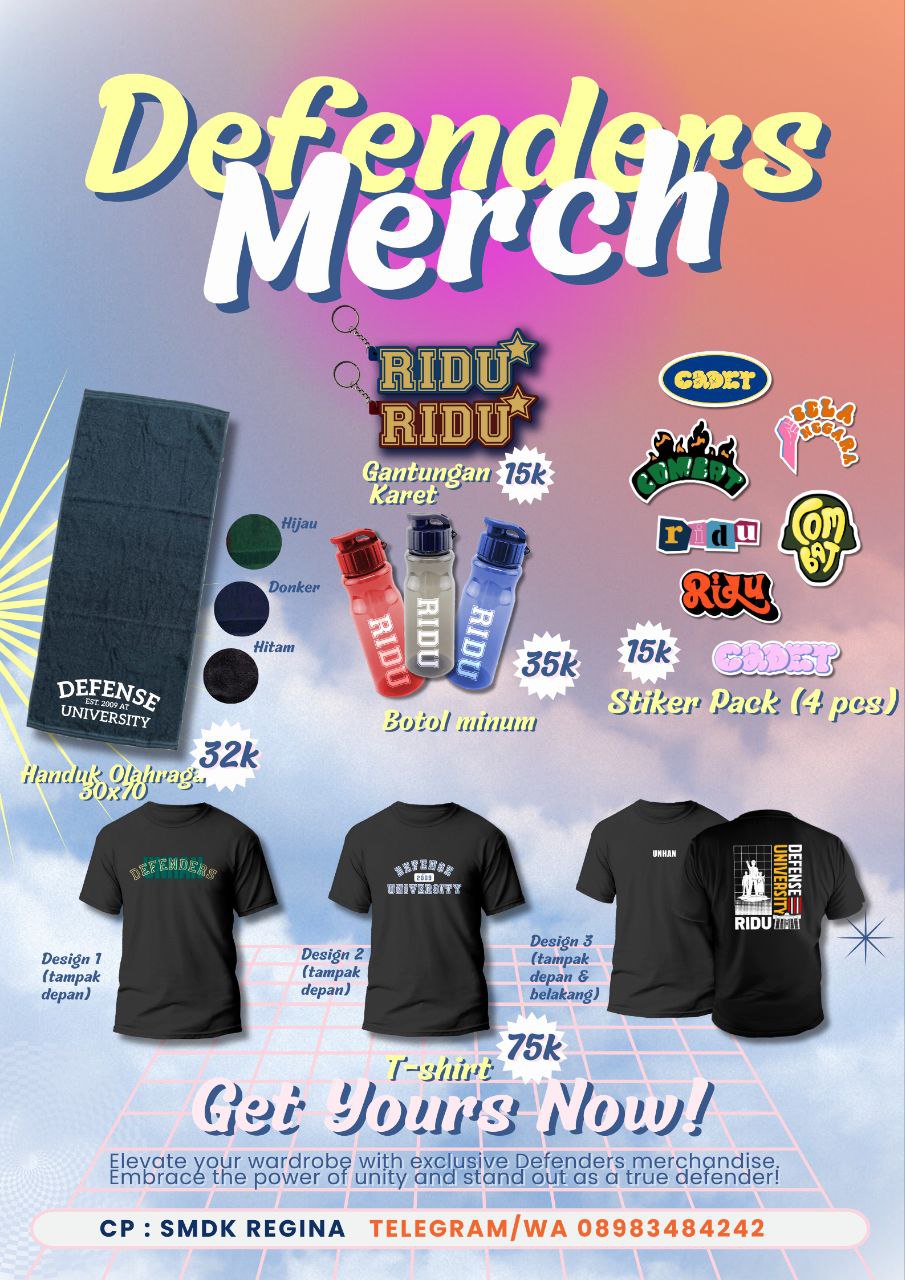 Defenders
Merch
RIDU
RIDU
Gantungan
Karet
15k
CADET
BELA
NEGARA
COMBAT
ridu
COM
BAT
Ridu
CADET
15k
Stiker Pack (4 pcs)
Hijau
Donker
Hitam
DEFENSE
EST. 2009 AT
UNIVERSITY
32k
Handuk Olahraga
30x70
RIDU
RIDU
RIDU
35k
Botol minum
DEFENDERS
Design 1
(tampak
depan)
DEFENSE
2009
UNIVERSITY
Design 2
(tampak
depan)
UNHAN
DEFENSE
UNIVERSITY
RIDU
Design 3
(tampak
depan &
belakang)
75k
T-shirt
Get Yours Now!
Elevate your wardrobe with exclusive Defenders merchandise.
Embrace the power of unity and stand out as a true defender!
CP : SMDK REGINA TELEGRAM/WA 08983484242